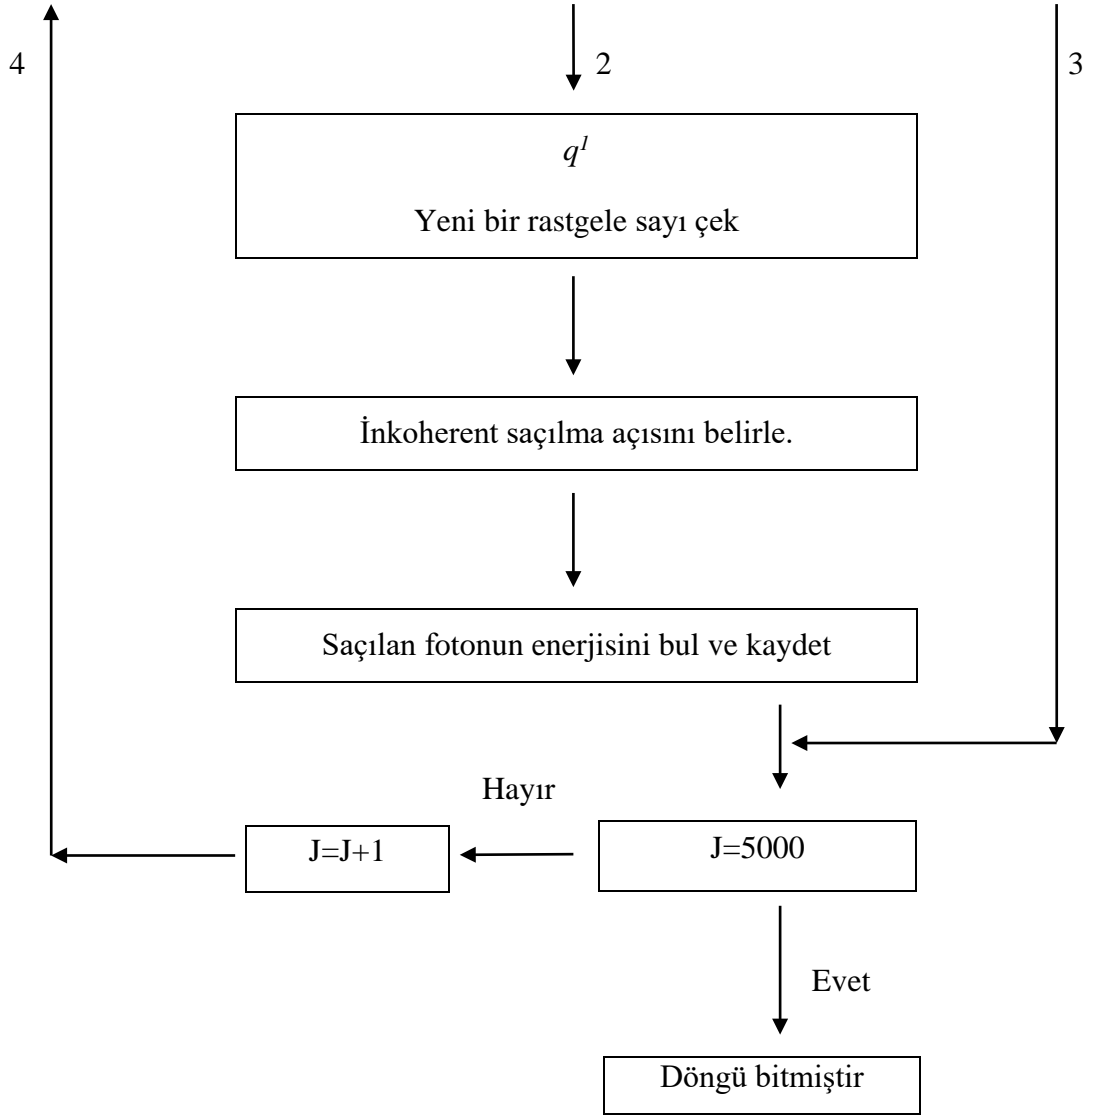 4
2
3
q¹
Yeni bir rastgele sayı çek
İnkoherent saçılma açısını belirle.
Saçılan fotonun enerjisini bul ve kaydet
Hayır
J=J+1
J=5000
Evet
Döngü bitmiştir